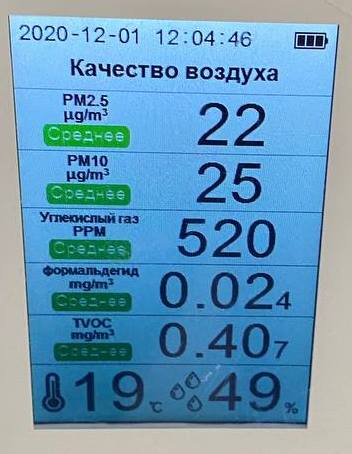 2020-12-01 12:04:46
Качество воздуха
PM2.5
µg/m³
Среднее
22
PM10
µg/m³
Среднее
25
Углекислый газ
PPM
Среднее
520
формальдегид
mg/m³
Среднее
0.024
TVOC
mg/m³
Среднее
0.407
19 °C
49 %